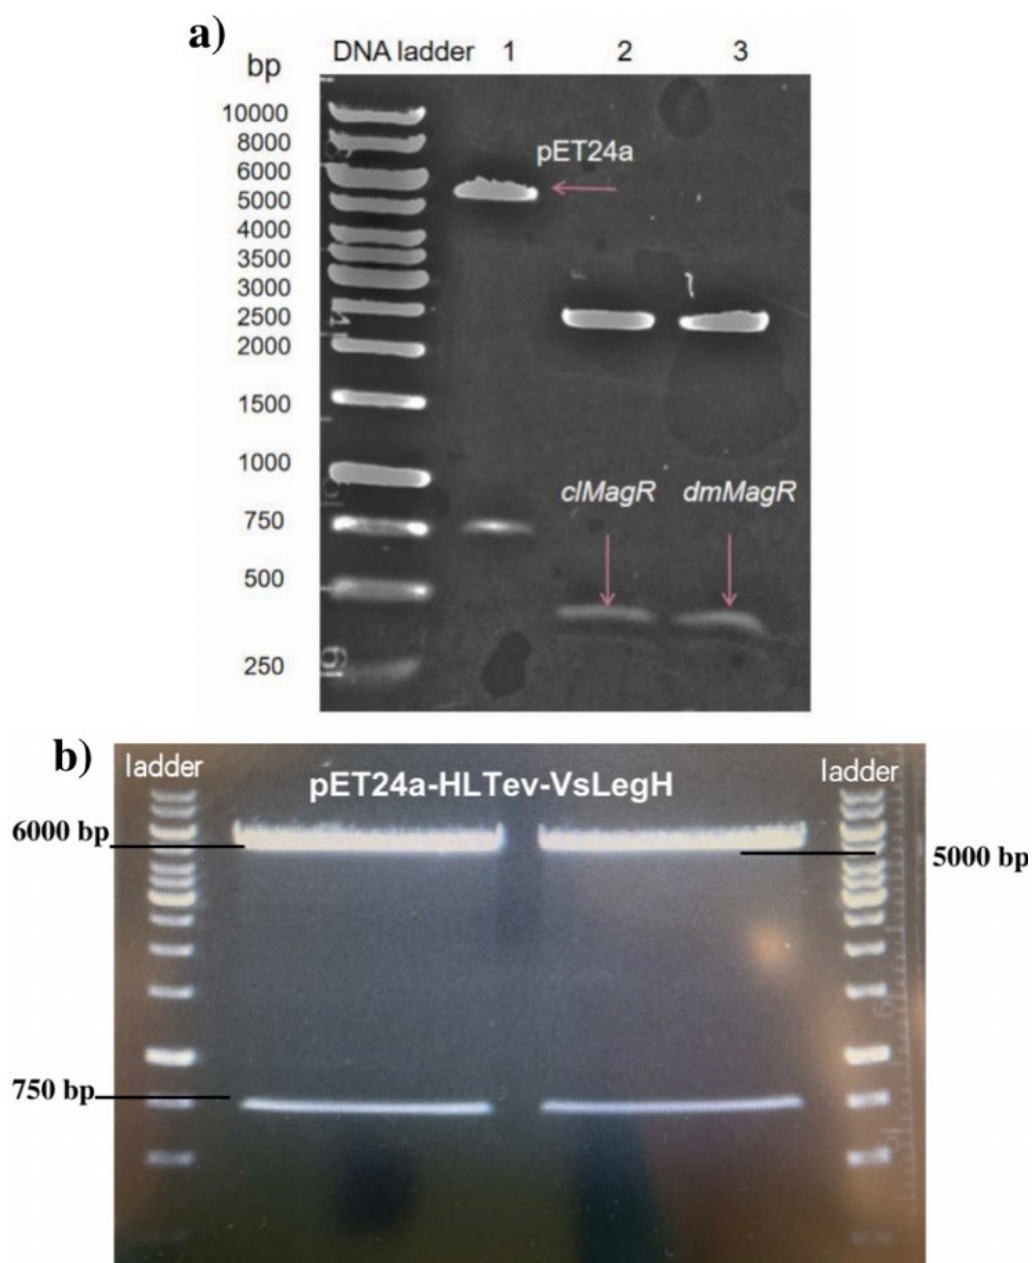 a)
DNA ladder 1 2 3
bp
pET24a
10000
8000
6000
5000
4000
3500
3000
2500
2000
1500
1000
750
500
250
clMagR dmMagR
b)
ladder pET24a-HLTev-VsLegH ladder
6000 bp
5000 bp
750 bp